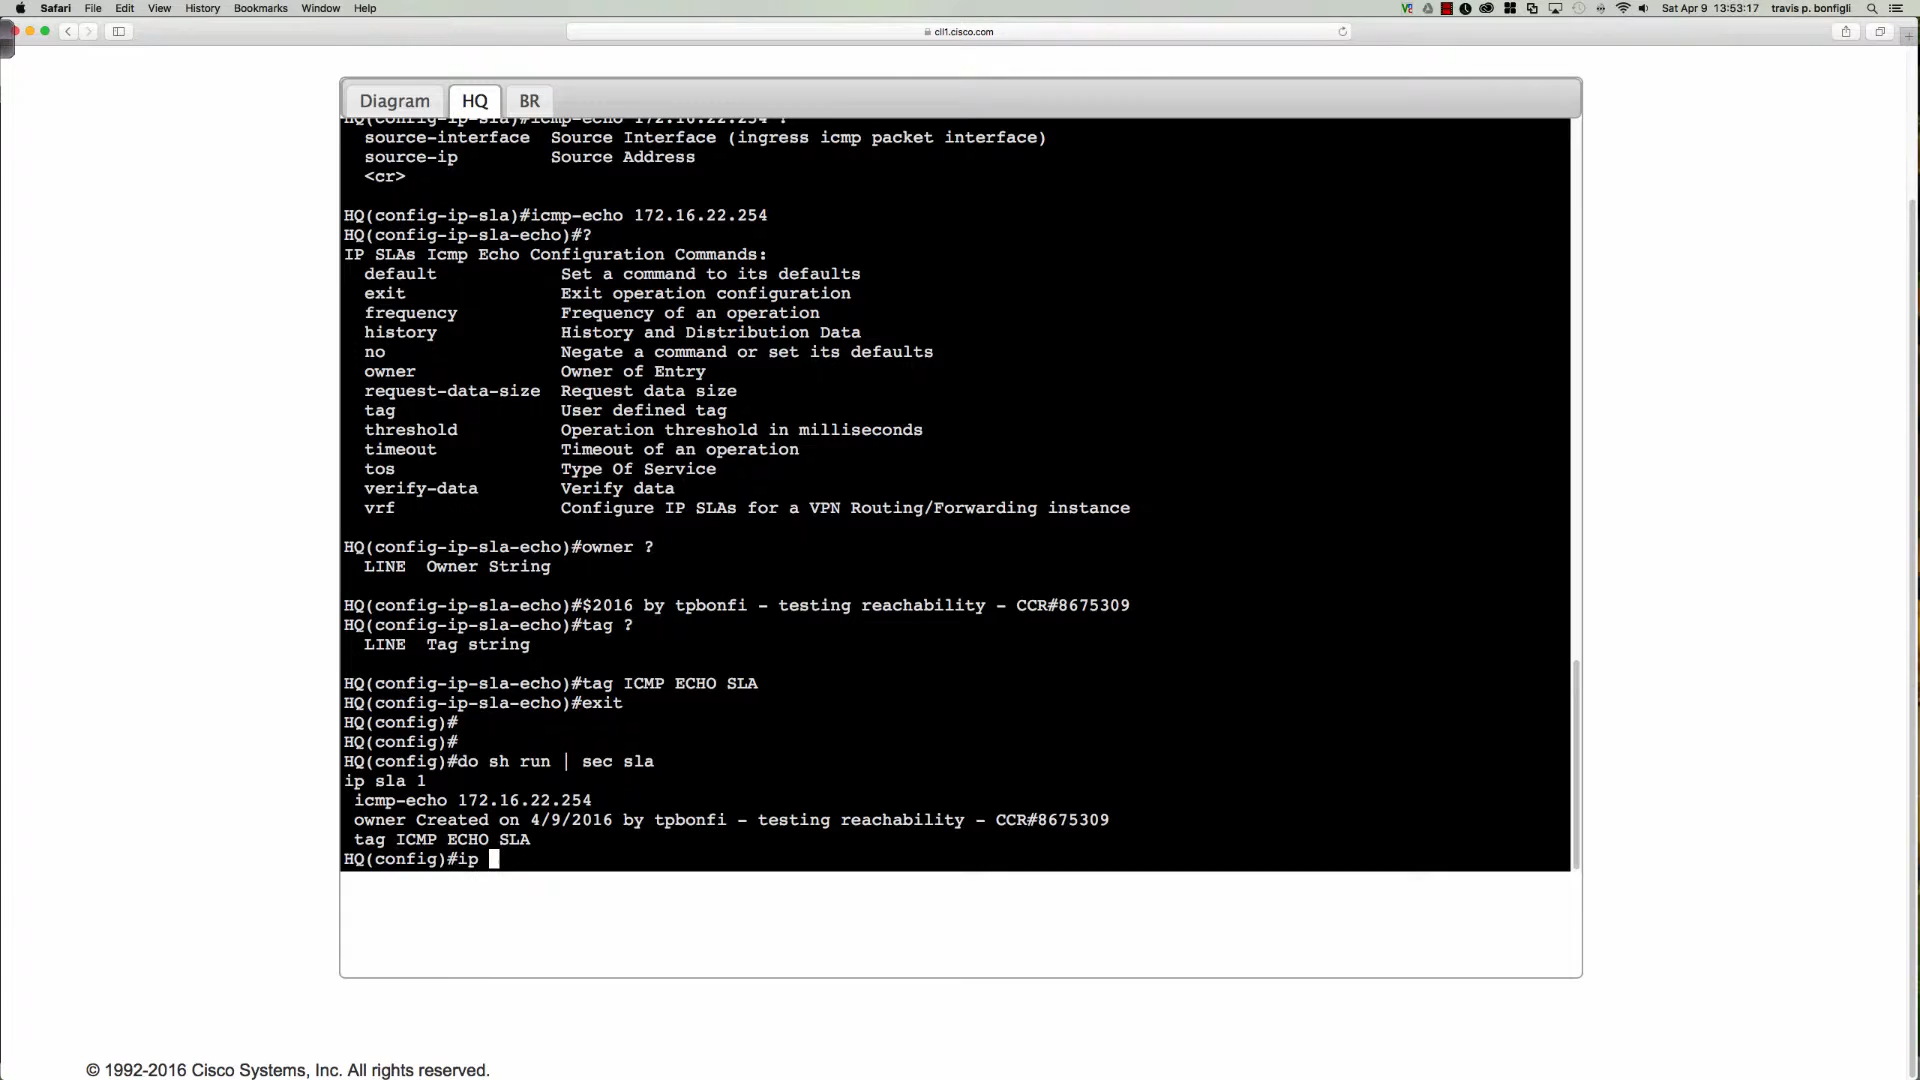 Safari File Edit View History Bookmarks Window Help Sat Apr 9 13:53:17 travis p. bonfigli
cll1.cisco.com
Diagram HQ BR
HQ(config-ip-sla)#icmp-echo 172.16.22.254 ?
source-interface Source Interface (ingress icmp packet interface)
source-ip Source Address
<cr>
HQ(config-ip-sla)#icmp-echo 172.16.22.254
HQ(config-ip-sla-echo)#?
IP SLAs Icmp Echo Configuration Commands:
default Set a command to its defaults
exit Exit operation configuration
frequency Frequency of an operation
history History and Distribution Data
no Negate a command or set its defaults
owner Owner of Entry
request-data-size Request data size
tag User defined tag
threshold Operation threshold in milliseconds
timeout Timeout of an operation
tos Type Of Service
verify-data Verify data
vrf Configure IP SLAs for a VPN Routing/Forwarding instance
HQ(config-ip-sla-echo)#owner ?
LINE Owner String
HQ(config-ip-sla-echo)#$2016 by tpbonfi - testing reachability - CCR#8675309
HQ(config-ip-sla-echo)#tag ?
LINE Tag string
HQ(config-ip-sla-echo)#tag ICMP ECHO SLA
HQ(config-ip-sla-echo)#exit
HQ(config)#
HQ(config)#
HQ(config)#do sh run | sec sla
ip sla 1
icmp-echo 172.16.22.254
owner Created on 4/9/2016 by tpbonfi - testing reachability - CCR#8675309
tag ICMP ECHO SLA
HQ(config)#ip
© 1992-2016 Cisco Systems, Inc. All rights reserved.